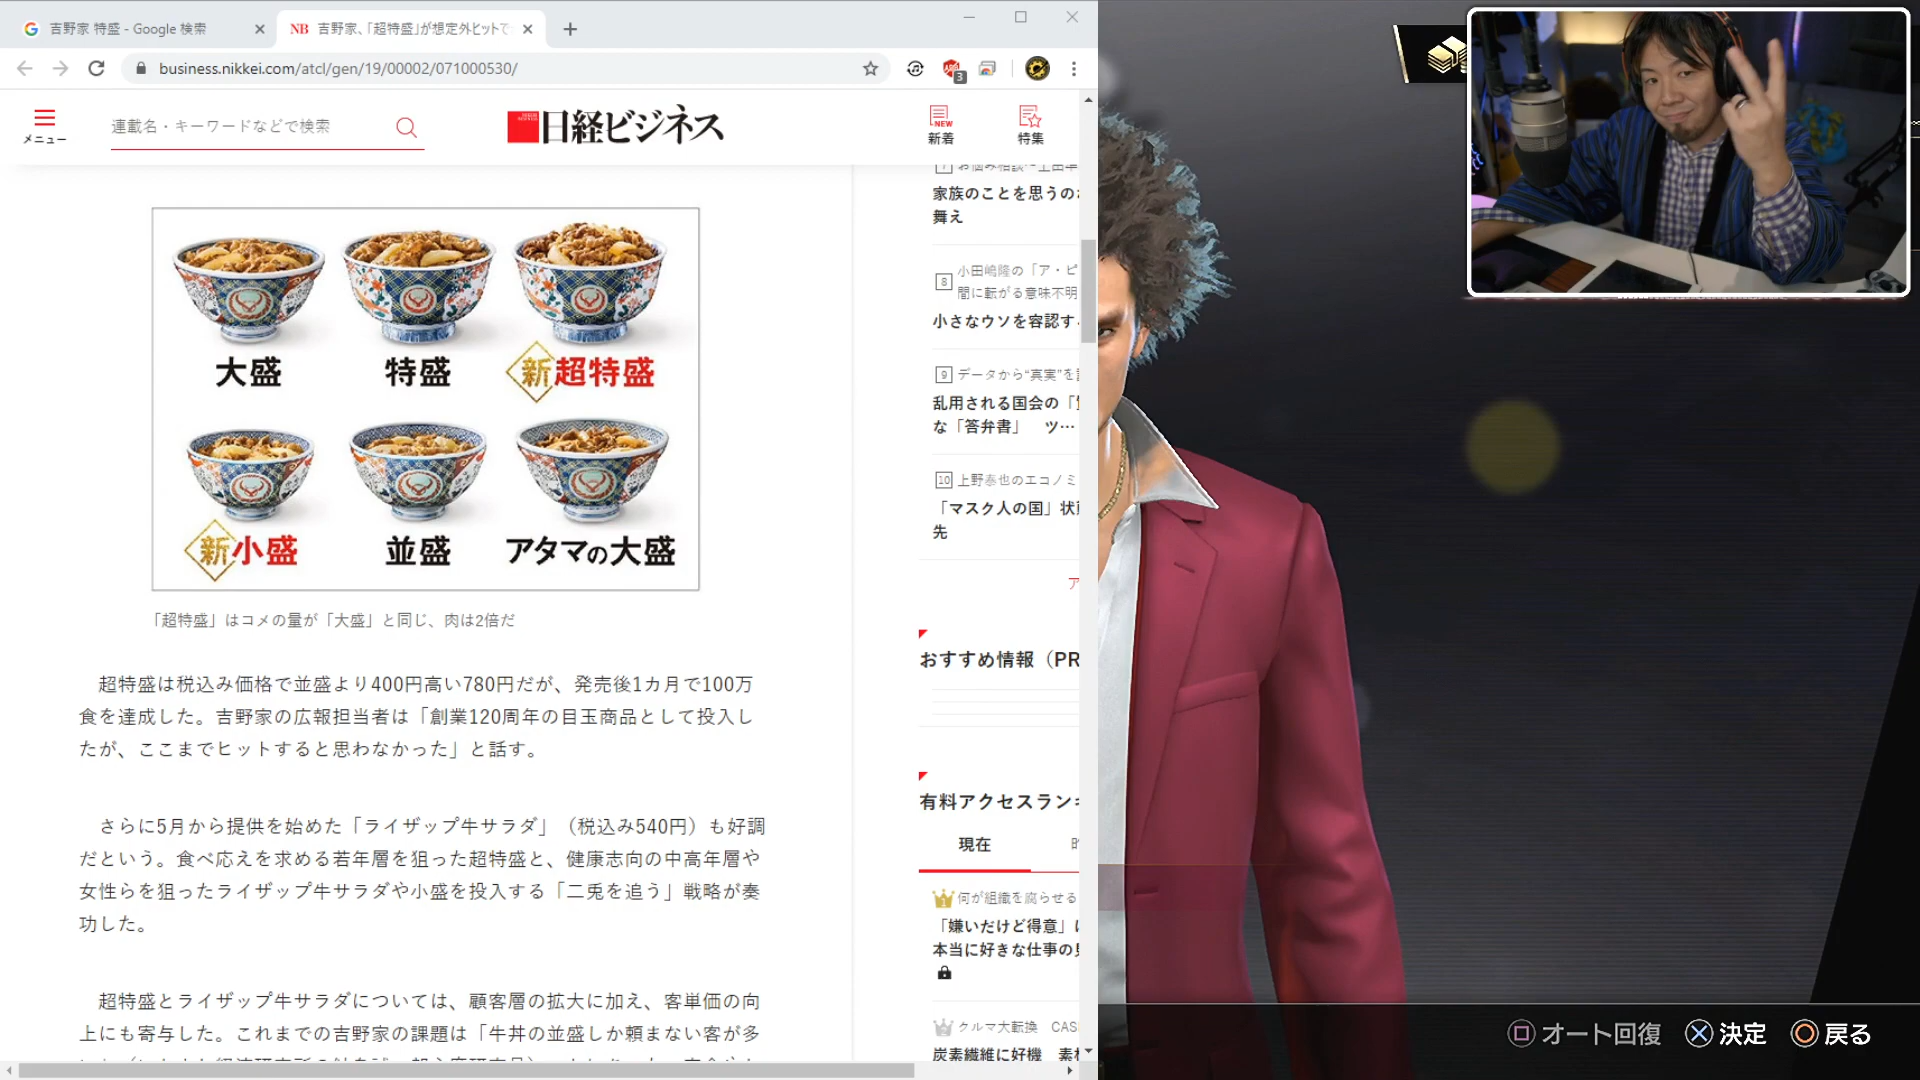 吉野家 特盛 - Google 検索
NB 吉野家、「超特盛」が想定外ヒットで
business.nikkei.com/atcl/gen/19/00002/071000530/
3
メニュー
連載名・キーワードなどで検索
日経ビジネス
NEW
新着
特集
大盛
特盛
新超特盛
新小盛
並盛
アタマの大盛
「超特盛」はコメの量が「大盛」と同じ、肉は2倍だ
超特盛は税込み価格で並盛より400円高い780円だが、発売後1カ月で100万
食を達成した。吉野家の広報担当者は「創業120周年の目玉商品として投入し
たが、ここまでヒットすると思わなかった」と話す。
さらに5月から提供を始めた「ライザップ牛サラダ」（税込み540円）も好調
だという。食べ応えを求める若年層を狙った超特盛と、健康志向の中高年層や
女性らを狙ったライザップ牛サラダや小盛を投入する「二兎を追う」戦略が奏
功した。
超特盛とライザップ牛サラダについては、顧客層の拡大に加え、客単価の向
上にも寄与した。これまでの吉野家の課題は「牛丼の並盛しか頼まない客が多
家族のことを思うの
舞え
8 小田嶋隆の「ア・ピ
間に転がる意味不明
小さなウソを容認す
9 データから“真実”を
乱用される国会の「
な「答弁書」　ツ…
10 上野泰也のエコノミ
「マスク人の国」状
先
ア
おすすめ情報（PR
有料アクセスラン
現在
1 何が組織を腐らせる
「嫌いだけど得意」
本当に好きな仕事の
2 クルマ大転換　CAS
炭素繊維に好機　素
オート回復
決定
戻る